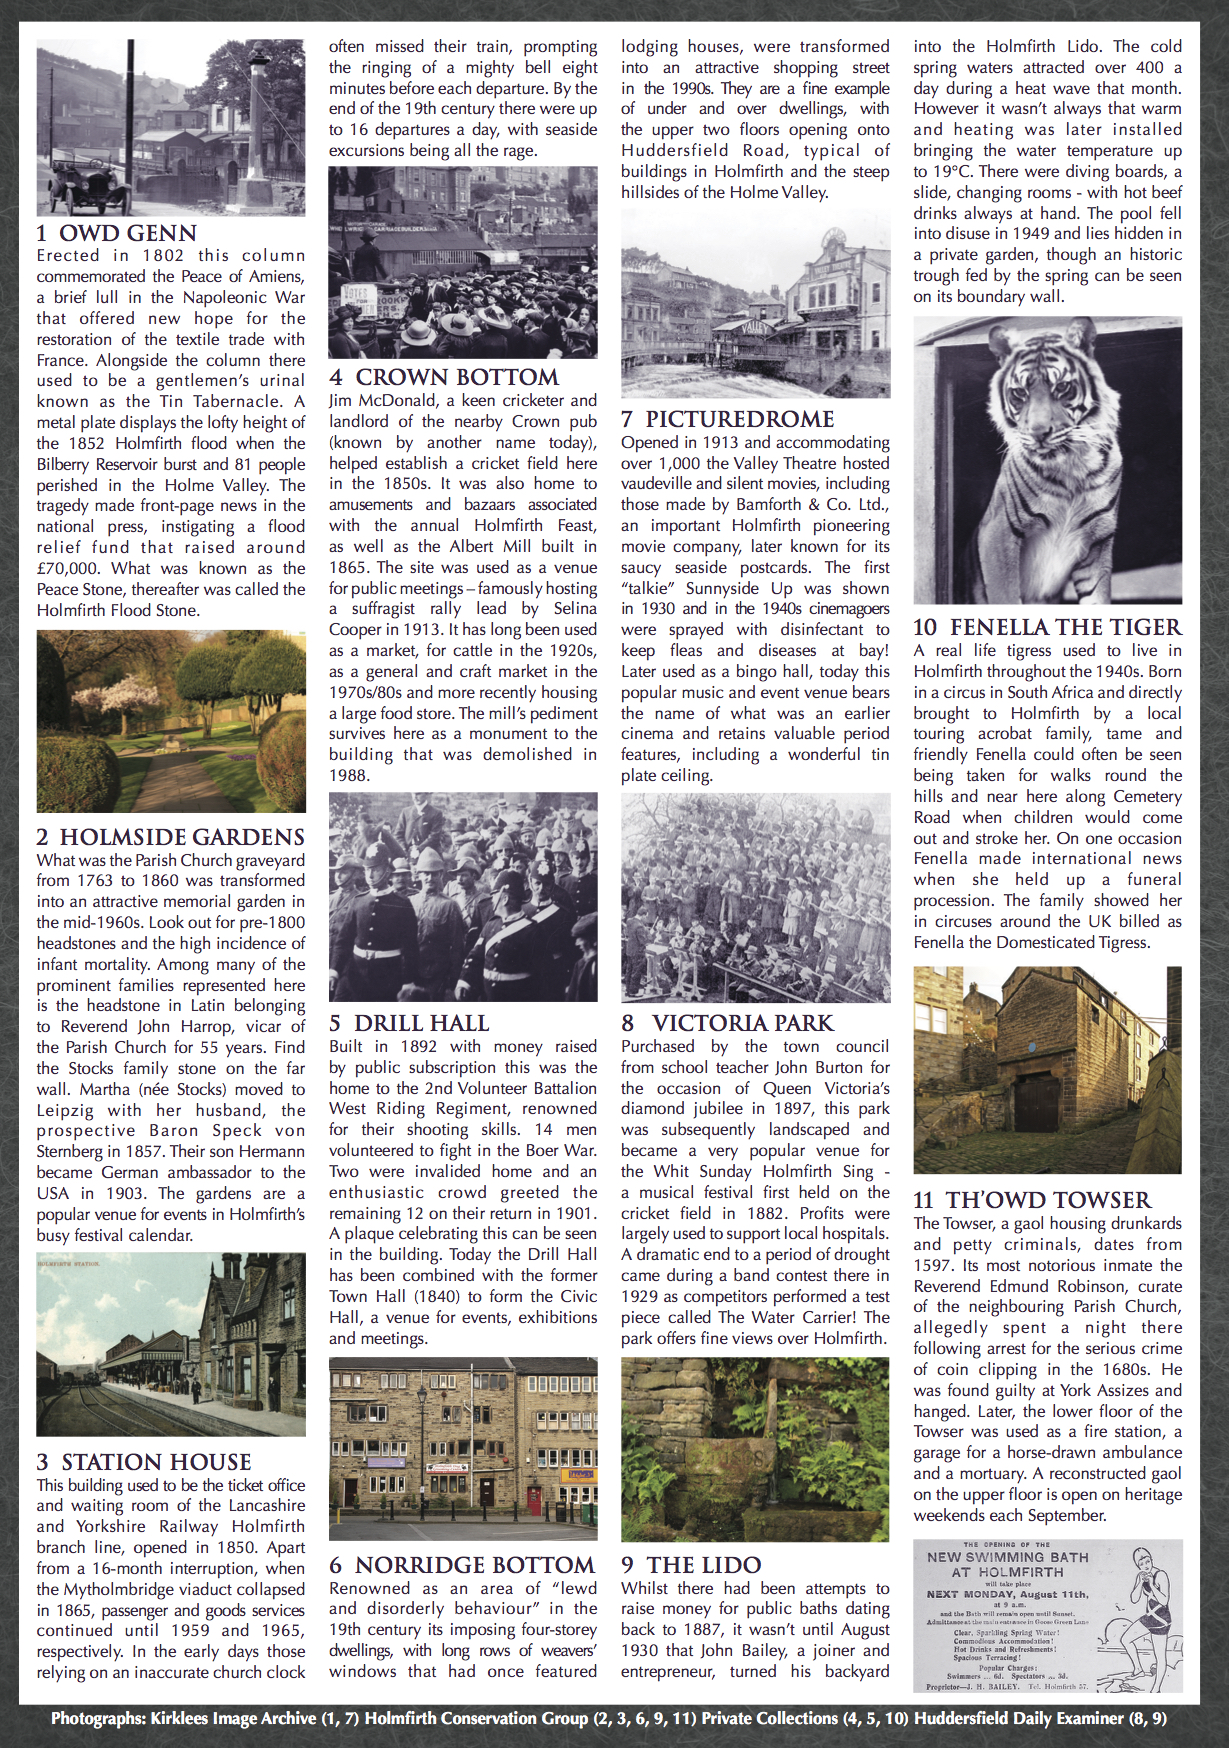 1 OWD GENN
Erected in 1802 this column
commemorated the Peace of Amiens,
a brief lull in the Napoleonic War
that offered new hope for the
restoration of the textile trade with
France. Alongside the column there
used to be a gentlemen's urinal
known as the Tin Tabernacle. A
metal plate displays the lofty height of
the 1852 Holmfirth flood when the
Bilberry Reservoir burst and 81 people
perished in the Holme Valley. The
tragedy made front-page news in the
national press, instigating a flood
relief fund that raised around
£70,000. What was known as the
Peace Stone, thereafter was called the
Holmfirth Flood Stone.
2 HOLMSIDE GARDENS
What was the Parish Church graveyard
from 1763 to 1860 was transformed
into an attractive memorial garden in
the mid-1960s. Look out for pre-1800
headstones and the high incidence of
infant mortality. Among many of the
prominent families represented here
is the headstone in Latin belonging
to Reverend John Harrop, vicar of
the Parish Church for 55 years. Find
the Stocks family stone on the far
wall. Martha (née Stocks) moved to
Leipzig with her husband, the
prospective Baron Speck von
Sternberg in 1857. Their son Hermann
became German ambassador to the
USA in 1903. The gardens are a
popular venue for events in Holmfirth's
busy festival calendar.
HOLMFIRTH STATION.
3 STATION HOUSE
This building used to be the ticket office
and waiting room of the Lancashire
and Yorkshire Railway Holmfirth
branch line, opened in 1850. Apart
from a 16-month interruption, when
the Mytholmbridge viaduct collapsed
in 1865, passenger and goods services
continued until 1959 and 1965,
respectively. In the early days those
relying on an inaccurate church clock
often missed their train, prompting
the ringing of a mighty bell eight
minutes before each departure. By the
end of the 19th century there were up
to 16 departures a day, with seaside
excursions being all the rage.
VOTES
FOR
4 CROWN BOTTOM
Jim McDonald, a keen cricketer and
landlord of the nearby Crown pub
(known by another name today),
helped establish a cricket field here
in the 1850s. It was also home to
amusements and bazaars associated
with the annual Holmfirth Feast,
as well as the Albert Mill built in
1865. The site was used as a venue
for public meetings – famously hosting
a suffragist rally lead by Selina
Cooper in 1913. It has long been used
as a market, for cattle in the 1920s,
as a general and craft market in the
1970s/80s and more recently housing
a large food store. The mill's pediment
survives here as a monument to the
building that was demolished in
1988.
5 DRILL HALL
Built in 1892 with money raised
by public subscription this was the
home to the 2nd Volunteer Battalion
West Riding Regiment, renowned
for their shooting skills. 14 men
volunteered to fight in the Boer War.
Two were invalided home and an
enthusiastic crowd greeted the
remaining 12 on their return in 1901.
A plaque celebrating this can be seen
in the building. Today the Drill Hall
has been combined with the former
Town Hall (1840) to form the Civic
Hall, a venue for events, exhibitions
and meetings.
6 NORRIDGE BOTTOM
Renowned as an area of "lewd
and disorderly behaviour" in the
19th century its imposing four-storey
dwellings, with long rows of weavers'
windows that had once featured
lodging houses, were transformed
into an attractive shopping street
in the 1990s. They are a fine example
of under and over dwellings, with
the upper two floors opening onto
Huddersfield Road, typical of
buildings in Holmfirth and the steep
hillsides of the Holme Valley.
VALLEY
7 PICTUREDROME
Opened in 1913 and accommodating
over 1,000 the Valley Theatre hosted
vaudeville and silent movies, including
those made by Bamforth & Co. Ltd.,
an important Holmfirth pioneering
movie company, later known for its
saucy seaside postcards. The first
"talkie" Sunnyside Up was shown
in 1930 and in the 1940s cinemagoers
were sprayed with disinfectant to
keep fleas and diseases at bay!
Later used as a bingo hall, today this
popular music and event venue bears
the name of what was an earlier
cinema and retains valuable period
features, including a wonderful tin
plate ceiling.
8 VICTORIA PARK
Purchased by the town council
from school teacher John Burton for
the occasion of Queen Victoria's
diamond jubilee in 1897, this park
was subsequently landscaped and
became a very popular venue for
the Whit Sunday Holmfirth Sing -
a musical festival first held on the
cricket field in 1882. Profits were
largely used to support local hospitals.
A dramatic end to a period of drought
came during a band contest there in
1929 as competitors performed a test
piece called The Water Carrier! The
park offers fine views over Holmfirth.
9 THE LIDO
Whilst there had been attempts to
raise money for public baths dating
back to 1887, it wasn't until August
1930 that John Bailey, a joiner and
entrepreneur, turned his backyard
into the Holmfirth Lido. The cold
spring waters attracted over 400 a
day during a heat wave that month.
However it wasn't always that warm
and heating was later installed
bringing the water temperature up
to 19°C. There were diving boards, a
slide, changing rooms - with hot beef
drinks always at hand. The pool fell
into disuse in 1949 and lies hidden in
a private garden, though an historic
trough fed by the spring can be seen
on its boundary wall.
10 FENELLA THE TIGER
A real life tigress used to live in
Holmfirth throughout the 1940s. Born
in a circus in South Africa and directly
brought to Holmfirth by a local
touring acrobat family, tame and
friendly Fenella could often be seen
being taken for walks round the
hills and near here along Cemetery
Road when children would come
out and stroke her. On one occasion
Fenella made international news
when she held up a funeral
procession. The family showed her
in circuses around the UK billed as
Fenella the Domesticated Tigress.
11 TH'OWD TOWSER
The Towser, a gaol housing drunkards
and petty criminals, dates from
1597. Its most notorious inmate the
Reverend Edmund Robinson, curate
of the neighbouring Parish Church,
allegedly spent a night there
following arrest for the serious crime
of coin clipping in the 1680s. He
was found guilty at York Assizes and
hanged. Later, the lower floor of the
Towser was used as a fire station, a
garage for a horse-drawn ambulance
and a mortuary. A reconstructed gaol
on the upper floor is open on heritage
weekends each September.
THE OPENING OF THE
NEW SWIMMING BATH
AT HOLMFIRTH
will take place
NEXT MONDAY, August 11th,
at 9 a.m.
and the Bath will remain open until Sunset.
Admittance at the main entrance in Goose Green Lane
Clear, Sparkling Spring Water!
Commodious Accommodation!
Hot Drinks and Refreshments!
Spacious Terracing!
Popular Charges:
Swimmers ... 6d. Spectators ... 3d.
Proprietor—J. H. BAILEY. Tel. Holmfirth 57.
Photographs: Kirklees Image Archive (1, 7) Holmfirth Conservation Group (2, 3, 6, 9, 11) Private Collections (4, 5, 10) Huddersfield Daily Examiner (8, 9)